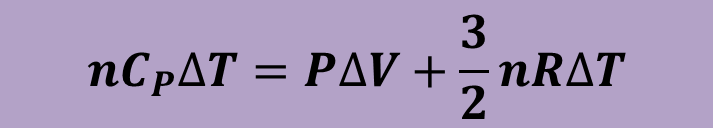 nC_PΔT = PΔV + 3/2 nRΔT